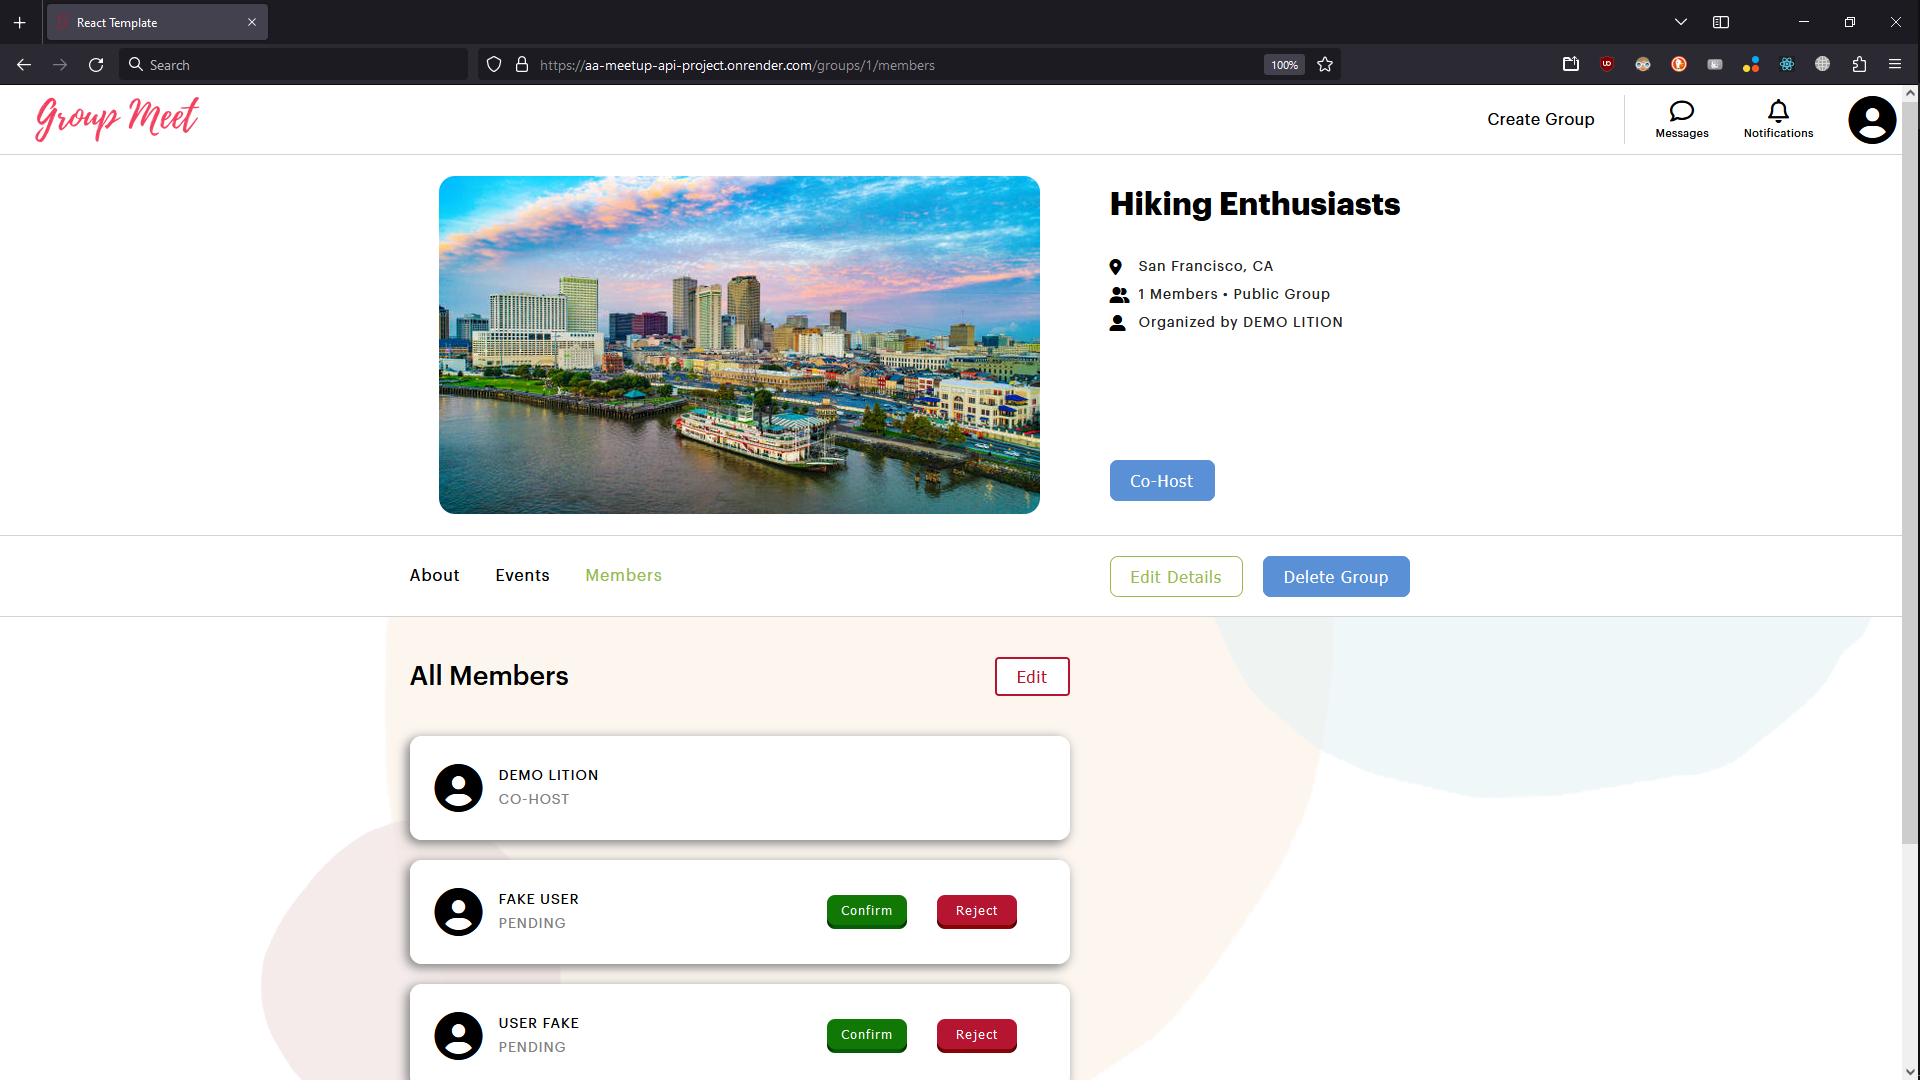 React Template
Search
https://aa-meetup-api-project.onrender.com/groups/1/members
100%
Group Meet
Create Group
Messages
Notifications
Hiking Enthusiasts
San Francisco, CA
1 Members • Public Group
Organized by DEMO LITION
Co-Host
About
Events
Members
Edit Details
Delete Group
All Members
Edit
DEMO LITION
CO-HOST
FAKE USER
PENDING
Confirm
Reject
USER FAKE
PENDING
Confirm
Reject